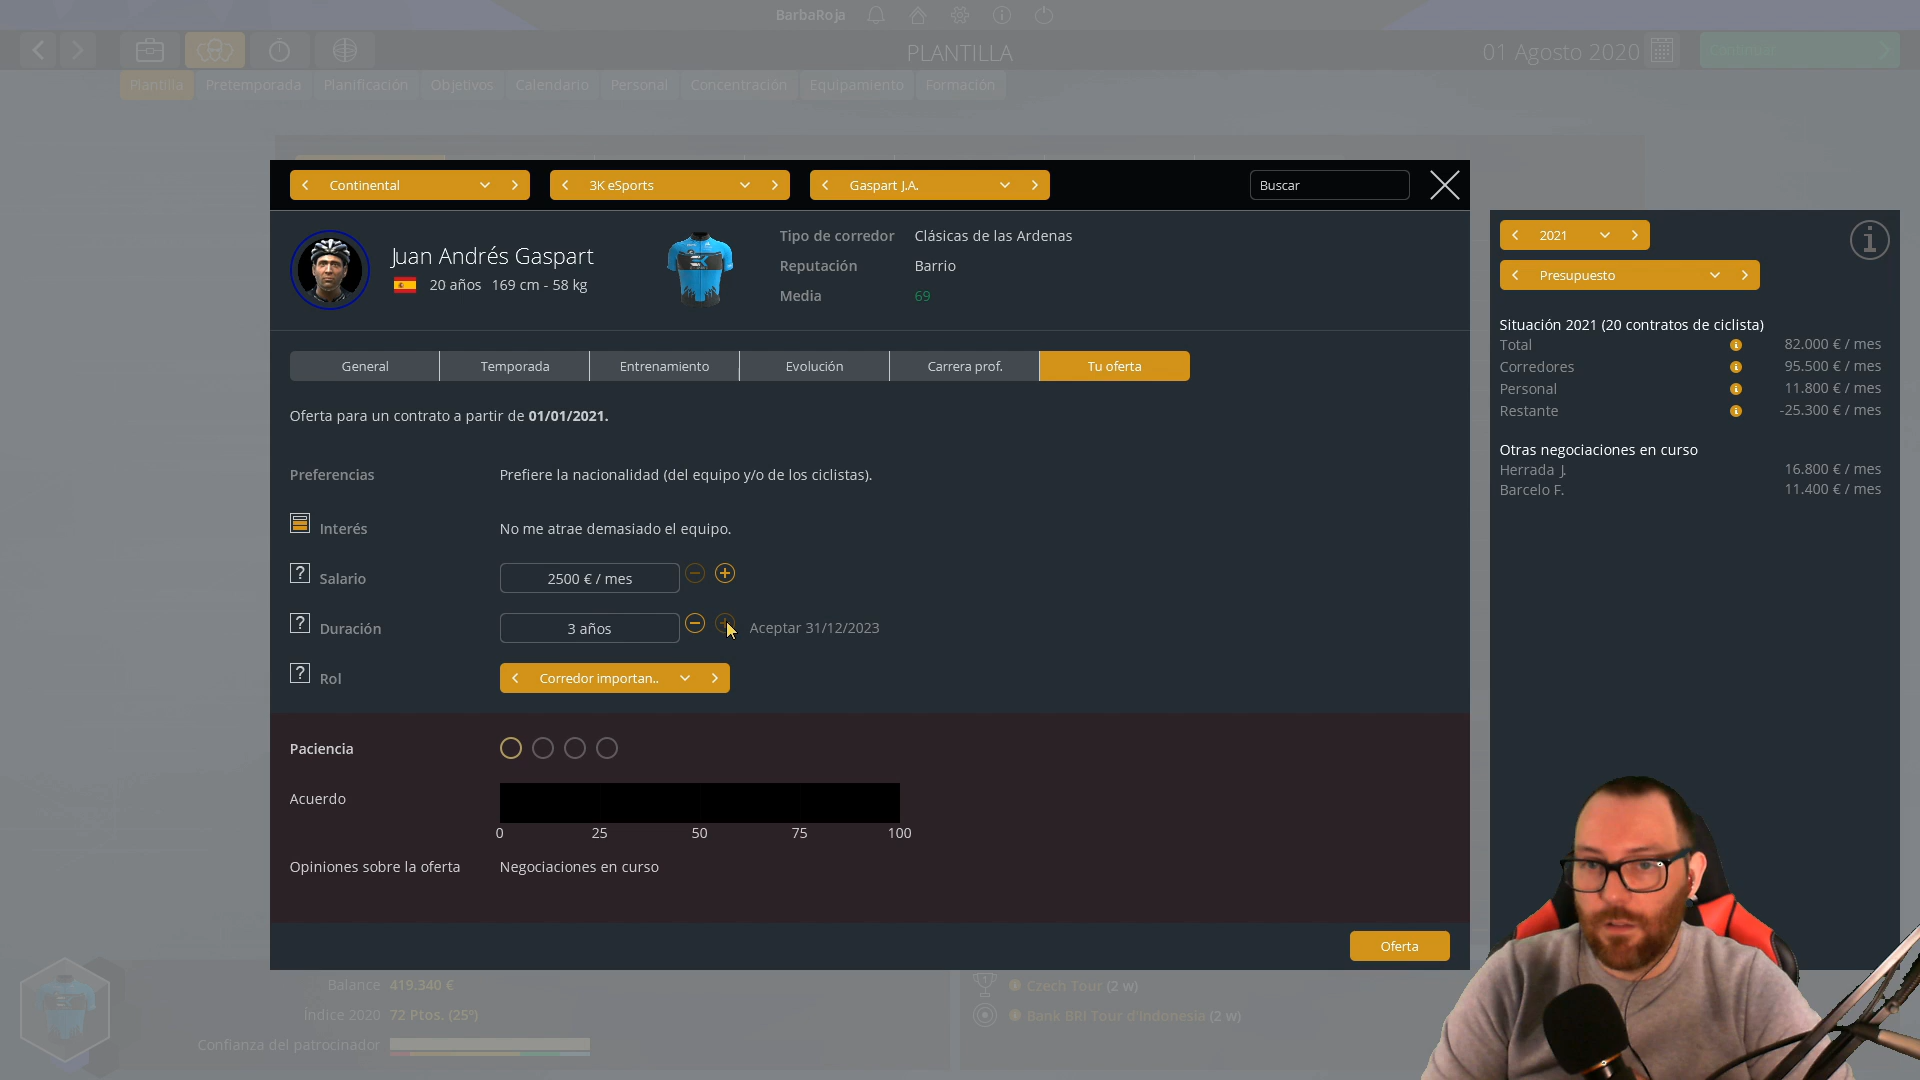 BarbaRoja
PLANTILLA
01 Agosto 2020
Continuar
Plantilla
Pretemporada
Planificación
Objetivos
Calendario
Personal
Concentración
Equipamiento
Formación
Continental
3K eSports
Gaspart J.A.
Buscar
Juan Andrés Gaspart
20 años 169 cm - 58 kg
Tipo de corredor Clásicas de las Ardenas
Reputación Barrio
Media 69
General
Temporada
Entrenamiento
Evolución
Carrera prof.
Tu oferta
Oferta para un contrato a partir de 01/01/2021.
Preferencias Prefiere la nacionalidad (del equipo y/o de los ciclistas).
Interés No me atrae demasiado el equipo.
? Salario 2500 € / mes
? Duración 3 años Aceptar 31/12/2023
? Rol Corredor importan..
Paciencia
Acuerdo
0 25 50 75 100
Opiniones sobre la oferta Negociaciones en curso
Oferta
2021
Presupuesto
Situación 2021 (20 contratos de ciclista)
Total 82.000 € / mes
Corredores 95.500 € / mes
Personal 11.800 € / mes
Restante -25.300 € / mes
Otras negociaciones en curso
Herrada J. 16.800 € / mes
Barcelo F. 11.400 € / mes
Balance 419.340 €
Índice 2020 72 Ptos. (25º)
Confianza del patrocinador
Czech Tour (2 w)
Bank BRI Tour d'Indonesia (2 w)